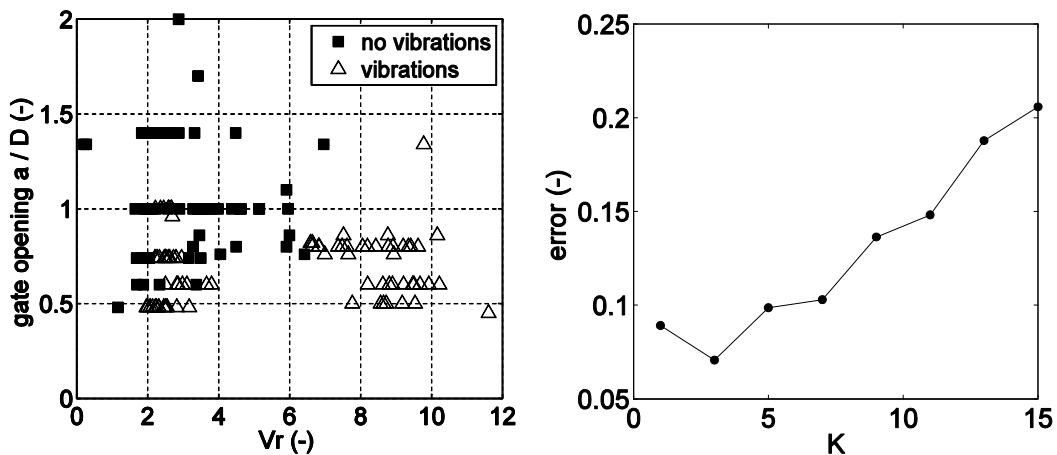 2
1.5
1
0.5
0
gate opening a / D (-)
no vibrations
vibrations
0 2 4 6 8 10 12
Vr (-)
0.25
0.2
0.15
0.1
0.05
error (-)
0 5 10 15
K